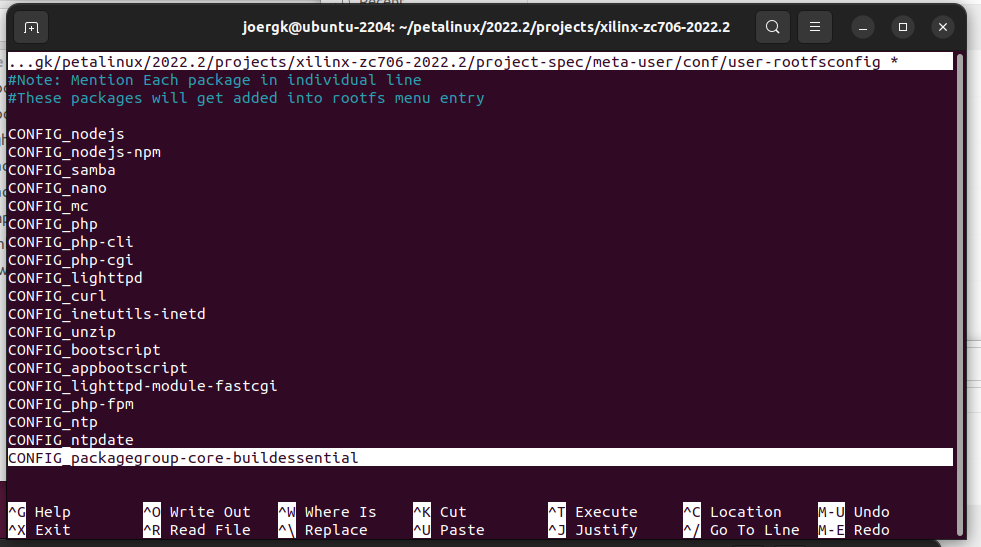 Recent
joergk@ubuntu-2204: ~/petalinux/2022.2/projects/xilinx-zc706-2022.2
...gk/petalinux/2022.2/projects/xilinx-zc706-2022.2/project-spec/meta-user/conf/user-rootfsconfig *
#Note: Mention Each package in individual line
#These packages will get added into rootfs menu entry
CONFIG_nodejs
CONFIG_nodejs-npm
CONFIG_samba
CONFIG_nano
CONFIG_mc
CONFIG_php
CONFIG_php-cli
CONFIG_php-cgi
CONFIG_lighttpd
CONFIG_curl
CONFIG_inetutils-inetd
CONFIG_unzip
CONFIG_bootscript
CONFIG_appbootscript
CONFIG_lighttpd-module-fastcgi
CONFIG_php-fpm
CONFIG_ntp
CONFIG_ntpdate
CONFIG_packagegroup-core-buildessential
^G Help ^O Write Out ^W Where Is ^K Cut ^T Execute ^C Location M-U Undo
^X Exit ^R Read File ^\ Replace ^U Paste ^J Justify ^/ Go To Line M-E Redo